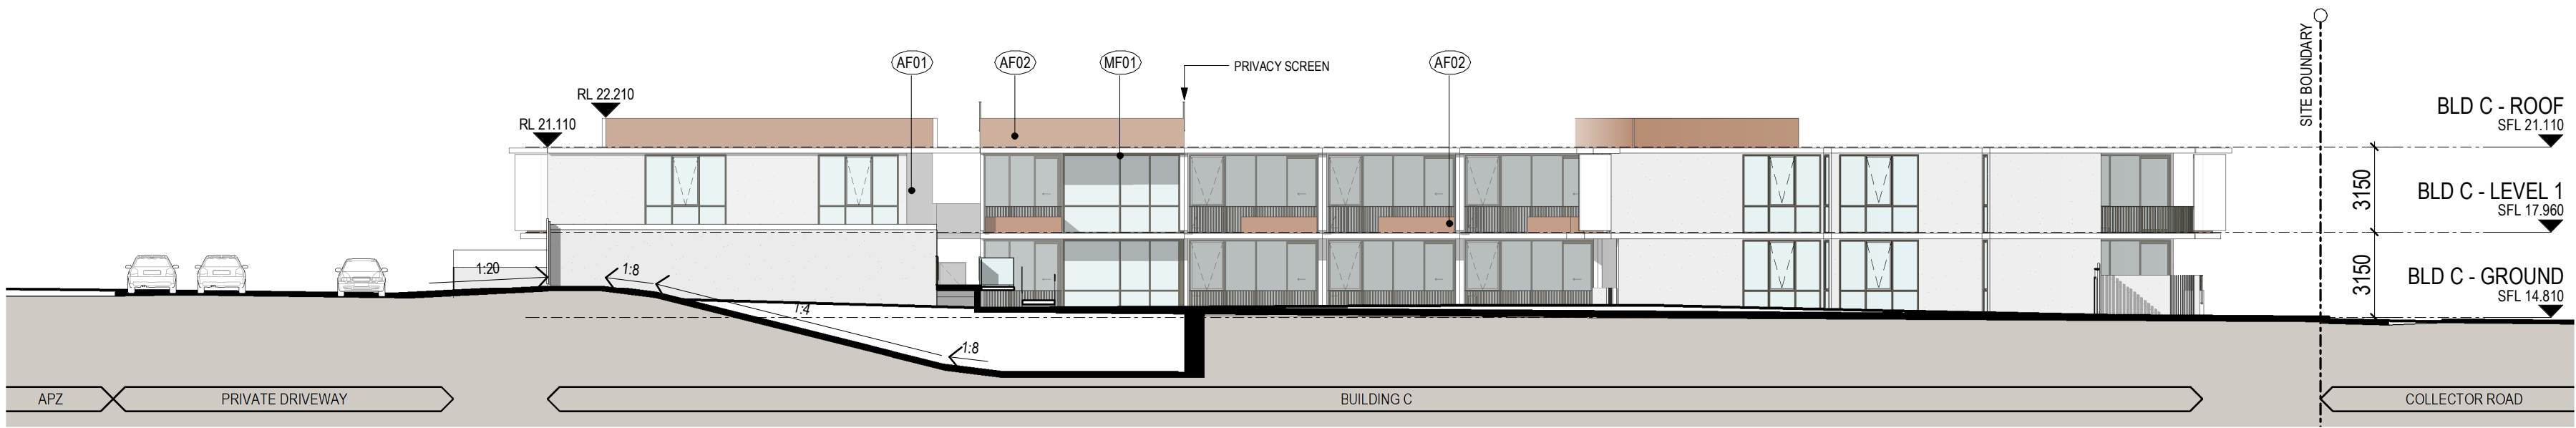 AF01
AF02
MF01
PRIVACY SCREEN
AF02
SITE BOUNDARY
RL 22.210
RL 21.110
BLD C - ROOF
SFL 21.110
3150
BLD C - LEVEL 1
SFL 17.960
3150
BLD C - GROUND
SFL 14.810
1:20
1:8
1:4
1:8
APZ
PRIVATE DRIVEWAY
BUILDING C
COLLECTOR ROAD